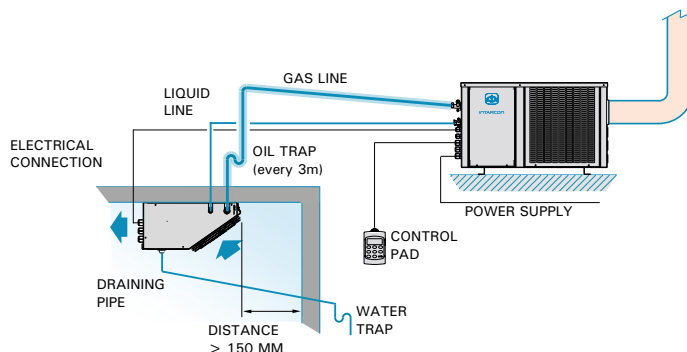 GAS LINE
LIQUID
LINE
INTARCON
ELECTRICAL
CONNECTION
OIL TRAP
(every 3m)
POWER SUPPLY
CONTROL
PAD
DRAINING
PIPE
WATER
TRAP
DISTANCE
> 150 MM